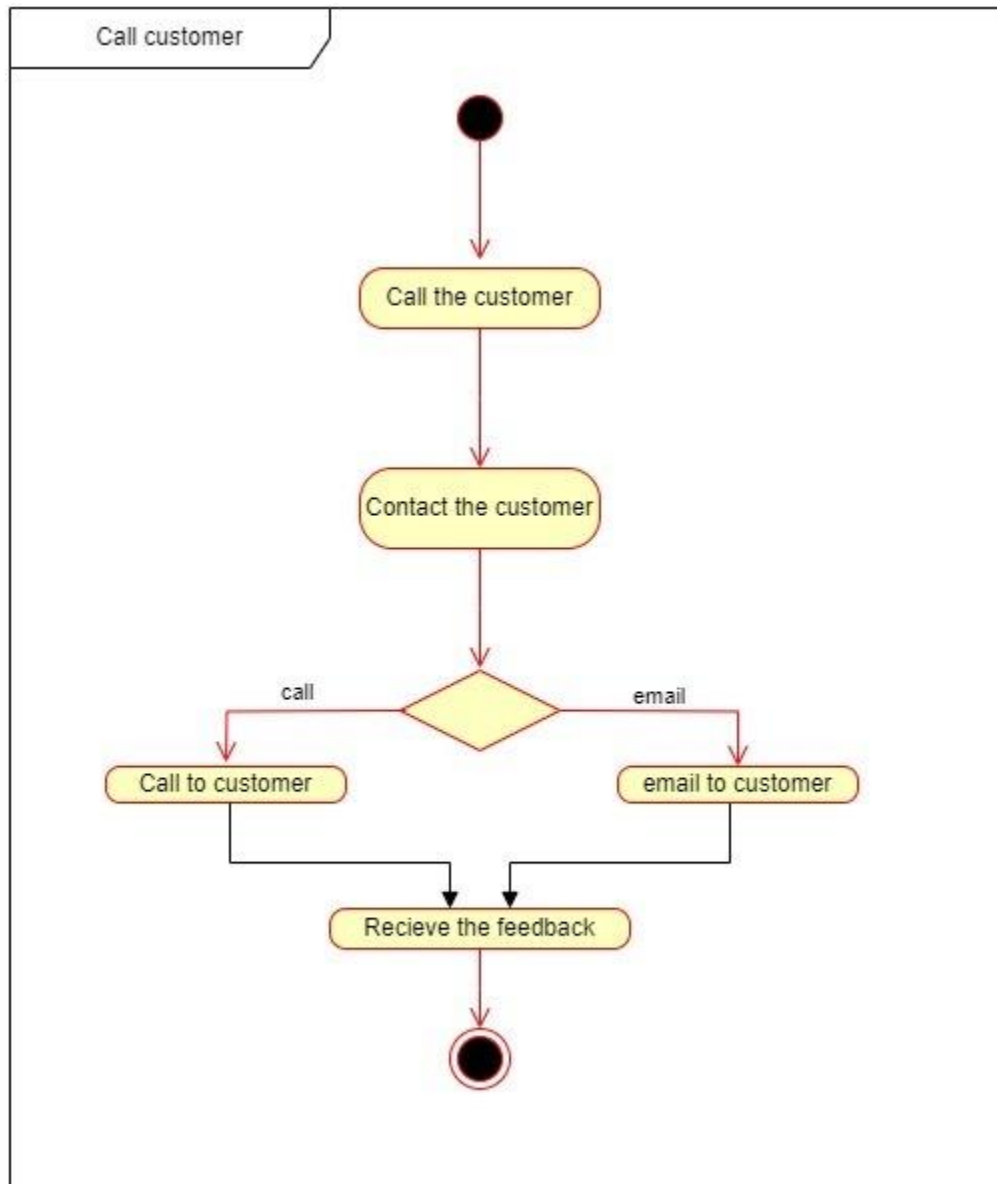 Call customer
Call the customer
Contact the customer
call
email
Call to customer
email to customer
Recieve the feedback